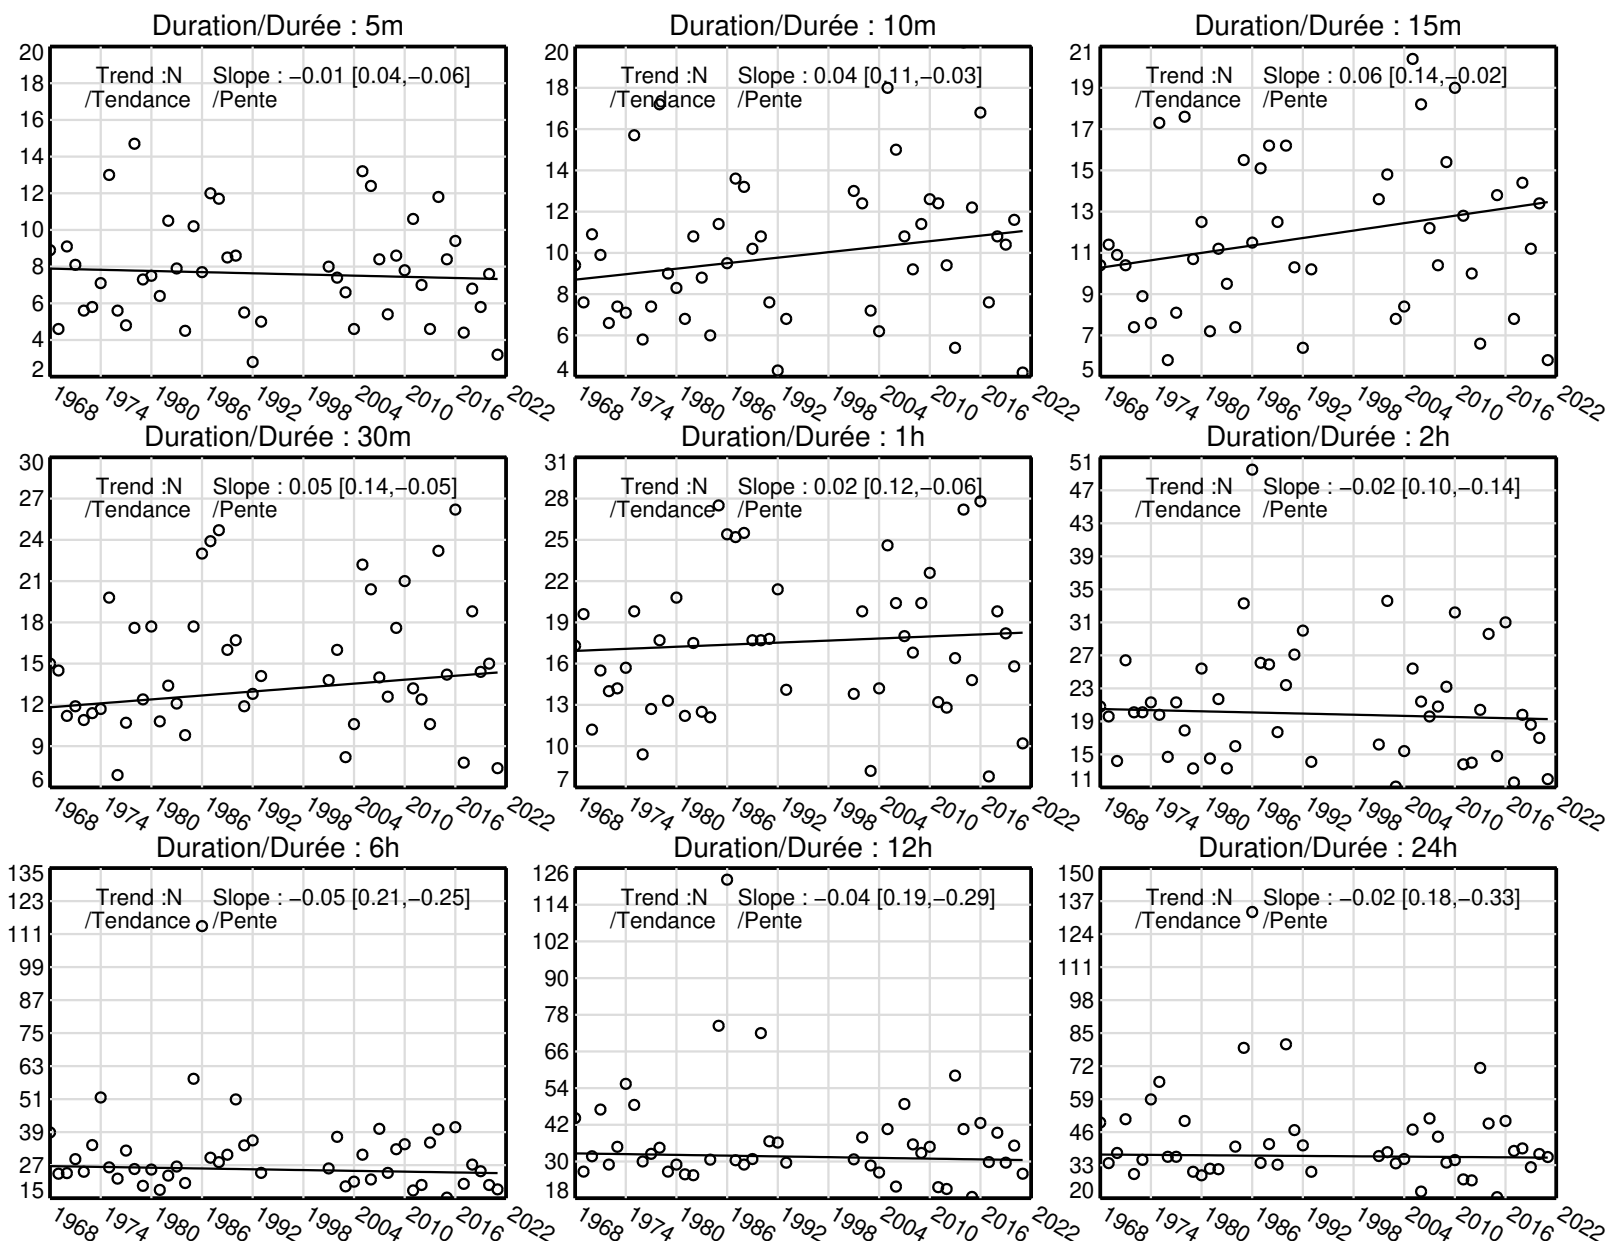 Duration/Durée : 5m
Trend :N Slope : −0.01 [0.04,−0.06]
/Tendance /Pente
20
18
16
14
12
10
8
6
4
2
1968 1974 1980 1986 1992 1998 2004 2010 2016 2022
Duration/Durée : 10m
Trend :N Slope : 0.04 [0.11,−0.03]
/Tendance /Pente
20
18
16
14
12
10
8
6
4
1968 1974 1980 1986 1992 1998 2004 2010 2016 2022
Duration/Durée : 15m
Trend :N Slope : 0.06 [0.14,−0.02]
/Tendance /Pente
21
19
17
15
13
11
9
7
5
1968 1974 1980 1986 1992 1998 2004 2010 2016 2022
Duration/Durée : 30m
Trend :N Slope : 0.05 [0.14,−0.05]
/Tendance /Pente
30
27
24
21
18
15
12
9
6
1968 1974 1980 1986 1992 1998 2004 2010 2016 2022
Duration/Durée : 1h
Trend :N Slope : 0.02 [0.12,−0.06]
/Tendance /Pente
31
28
25
22
19
16
13
10
7
1968 1974 1980 1986 1992 1998 2004 2010 2016 2022
Duration/Durée : 2h
Trend :N Slope : −0.02 [0.10,−0.14]
/Tendance /Pente
51
47
43
39
35
31
27
23
19
15
11
1968 1974 1980 1986 1992 1998 2004 2010 2016 2022
Duration/Durée : 6h
Trend :N Slope : −0.05 [0.21,−0.25]
/Tendance /Pente
135
123
111
99
87
75
63
51
39
27
15
1968 1974 1980 1986 1992 1998 2004 2010 2016 2022
Duration/Durée : 12h
Trend :N Slope : −0.04 [0.19,−0.29]
/Tendance /Pente
126
114
102
90
78
66
54
42
30
18
1968 1974 1980 1986 1992 1998 2004 2010 2016 2022
Duration/Durée : 24h
Trend :N Slope : −0.02 [0.18,−0.33]
/Tendance /Pente
150
137
124
111
98
85
72
59
46
33
20
1968 1974 1980 1986 1992 1998 2004 2010 2016 2022